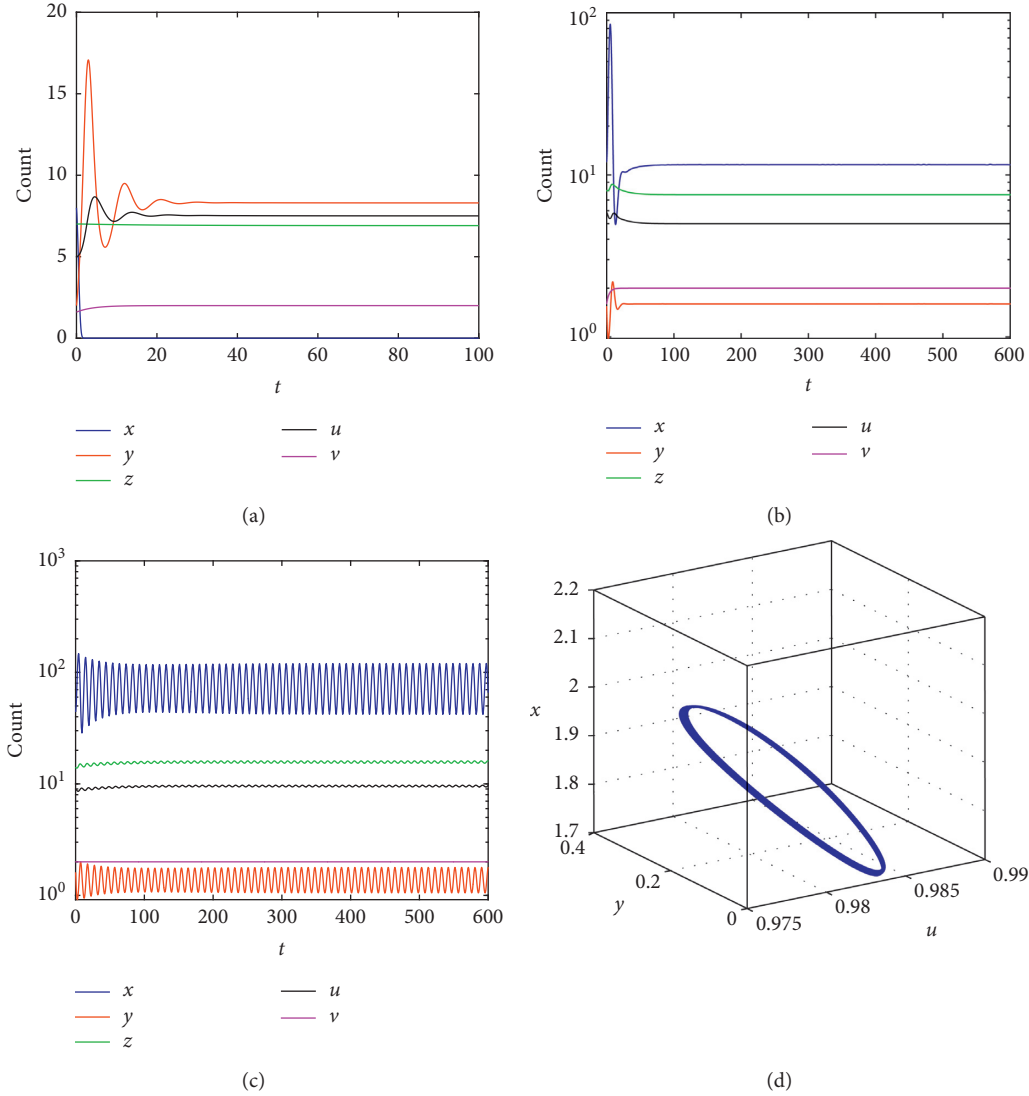 20
15
10
5
0
Count
0 20 40 60 80 100
t
x
y
z
u
v
(a)
10²
10¹
10⁰
Count
0 100 200 300 400 500 600
t
x
y
z
u
v
(b)
10³
10²
10¹
10⁰
Count
0 100 200 300 400 500 600
t
x
y
z
u
v
(c)
2.2
2.1
2
1.9
1.8
1.7
x
0.4
0.2
0
y
0.975
0.98
0.985
0.99
u
(d)